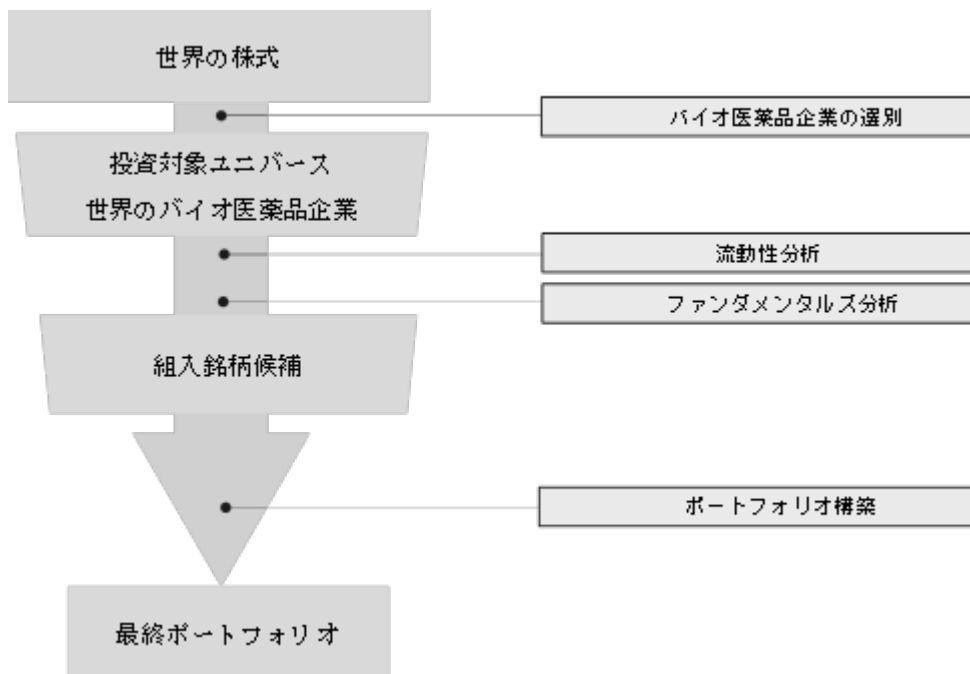 世界の株式
バイオ医薬品企業の選別
投資対象ユニバース
世界のバイオ医薬品企業
流動性分析
ファンダメンタルズ分析
組入銘柄候補
ポートフォリオ構築
最終ポートフォリオ